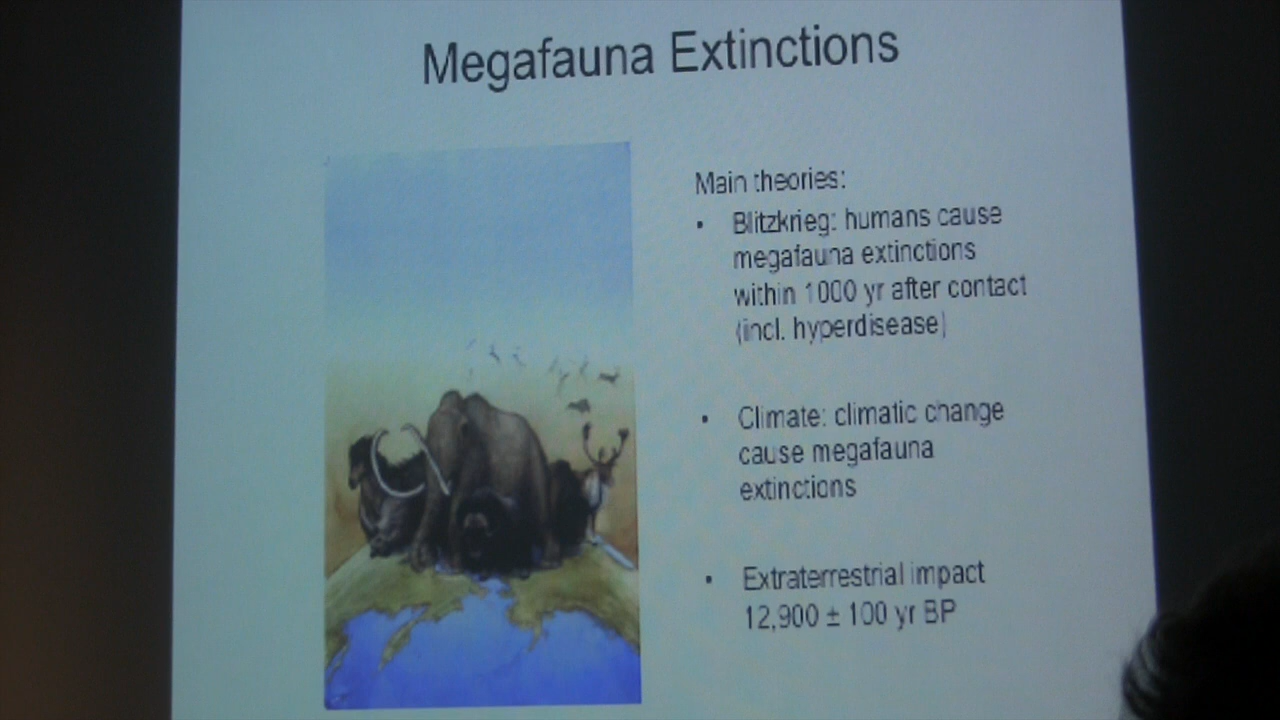 Megafauna Extinctions
Main theories:
• Blitzkrieg: humans cause
megafauna extinctions
within 1000 yr after contact
(incl. hyperdisease)
• Climate: climatic change
cause megafauna
extinctions
• Extraterrestrial impact
12,900 ± 100 yr BP